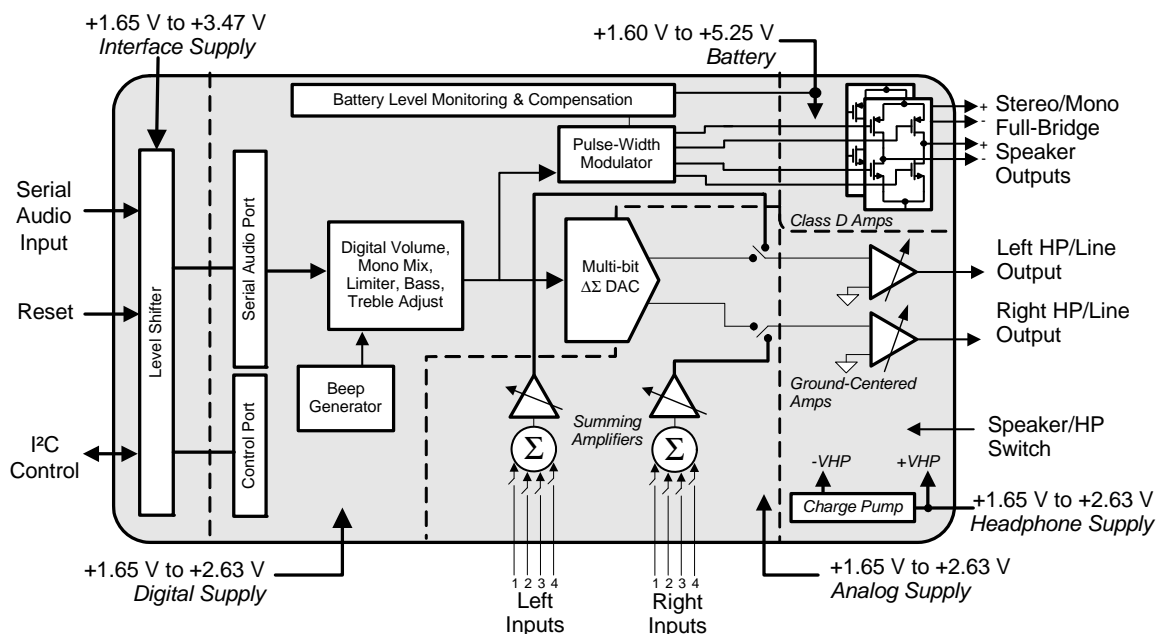 +1.65 V to +3.47 V
Interface Supply
+1.60 V to +5.25 V
Battery
Battery Level Monitoring & Compensation
Pulse-Width
Modulator
+
-
+
-
Stereo/Mono
Full-Bridge
Speaker
Outputs
Class D Amps
Serial
Audio
Input
Reset
I²C
Control
Level Shifter
Serial Audio Port
Control Port
Digital Volume,
Mono Mix,
Limiter, Bass,
Treble Adjust
Beep
Generator
Multi-bit
ΔΣ DAC
Left HP/Line
Output
Right HP/Line
Output
Ground-Centered
Amps
Summing
Amplifiers
Σ
Σ
Speaker/HP
Switch
-VHP
+VHP
Charge Pump
+1.65 V to +2.63 V
Headphone Supply
+1.65 V to +2.63 V
Digital Supply
1 2 3 4
Left
Inputs
1 2 3 4
Right
Inputs
+1.65 V to +2.63 V
Analog Supply